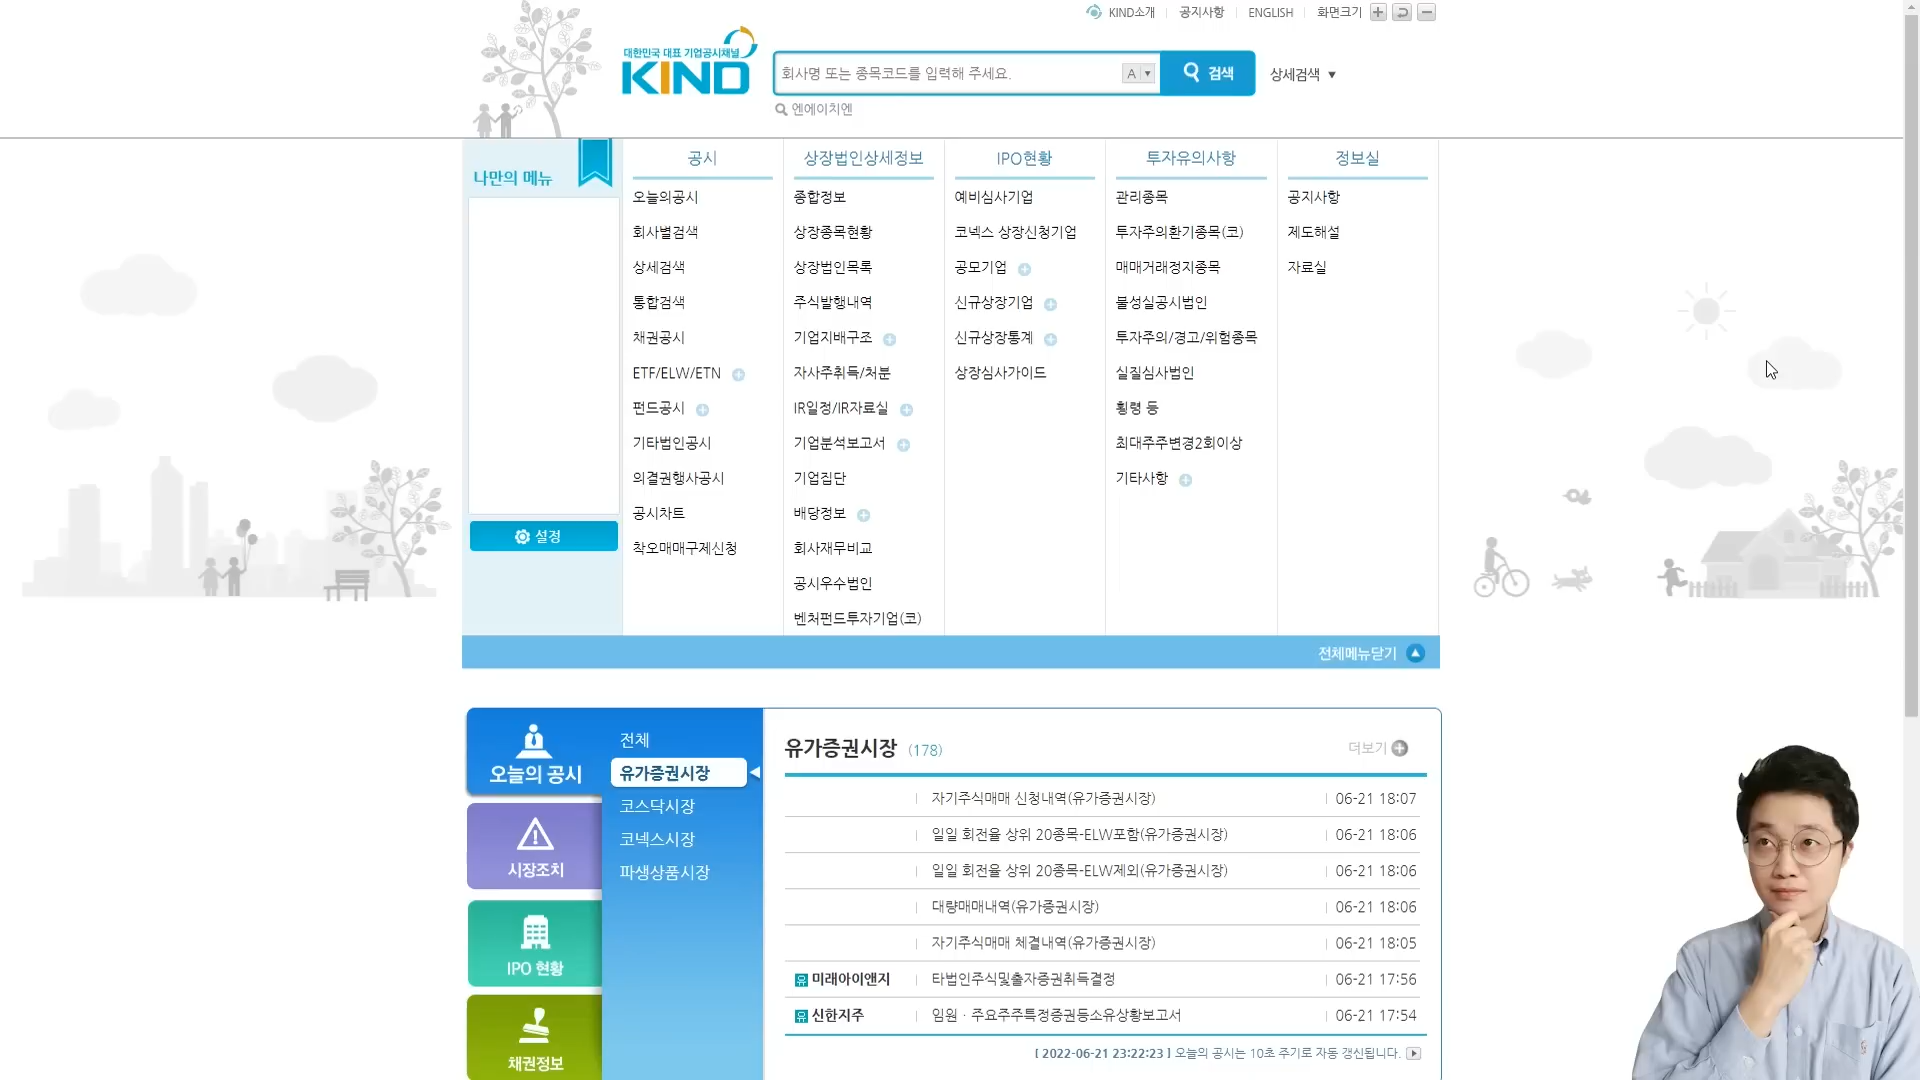 KIND소개
공지사항
ENGLISH
화면크기
대한민국 대표 기업공시채널
KIND
회사명 또는 종목코드를 입력해 주세요.
A
검색
상세검색 ▼
엔에이치엔
나만의 메뉴
설정
공시
오늘의공시
회사별검색
상세검색
통합검색
채권공시
ETF/ELW/ETN
펀드공시
기타법인공시
의결권행사공시
공시차트
착오매매구제신청
상장법인상세정보
종합정보
상장종목현황
상장법인목록
주식발행내역
기업지배구조
자사주취득/처분
IR일정/IR자료실
기업분석보고서
기업집단
배당정보
회사재무비교
공시우수법인
벤처펀드투자기업(코)
IPO현황
예비심사기업
코넥스 상장신청기업
공모기업
신규상장기업
신규상장통계
상장심사가이드
투자유의사항
관리종목
투자주의환기종목(코)
매매거래정지종목
불성실공시법인
투자주의/경고/위험종목
실질심사법인
횡령 등
최대주주변경2회이상
기타사항
정보실
공지사항
제도해설
자료실
전체메뉴닫기
오늘의 공시
시장조치
IPO 현황
채권정보
전체
유가증권시장
코스닥시장
코넥스시장
파생상품시장
유가증권시장 (178)
더보기
자기주식매매 신청내역(유가증권시장) 06-21 18:07
일일 회전율 상위 20종목-ELW포함(유가증권시장) 06-21 18:06
일일 회전율 상위 20종목-ELW제외(유가증권시장) 06-21 18:06
대량매매내역(유가증권시장) 06-21 18:06
자기주식매매 체결내역(유가증권시장) 06-21 18:05
유 미래아이앤지 타법인주식및출자증권취득결정 06-21 17:56
유 신한지주 임원ㆍ주요주주특정증권등소유상황보고서 06-21 17:54
[ 2022-06-21 23:22:23 ] 오늘의 공시는 10초 주기로 자동 갱신됩니다.